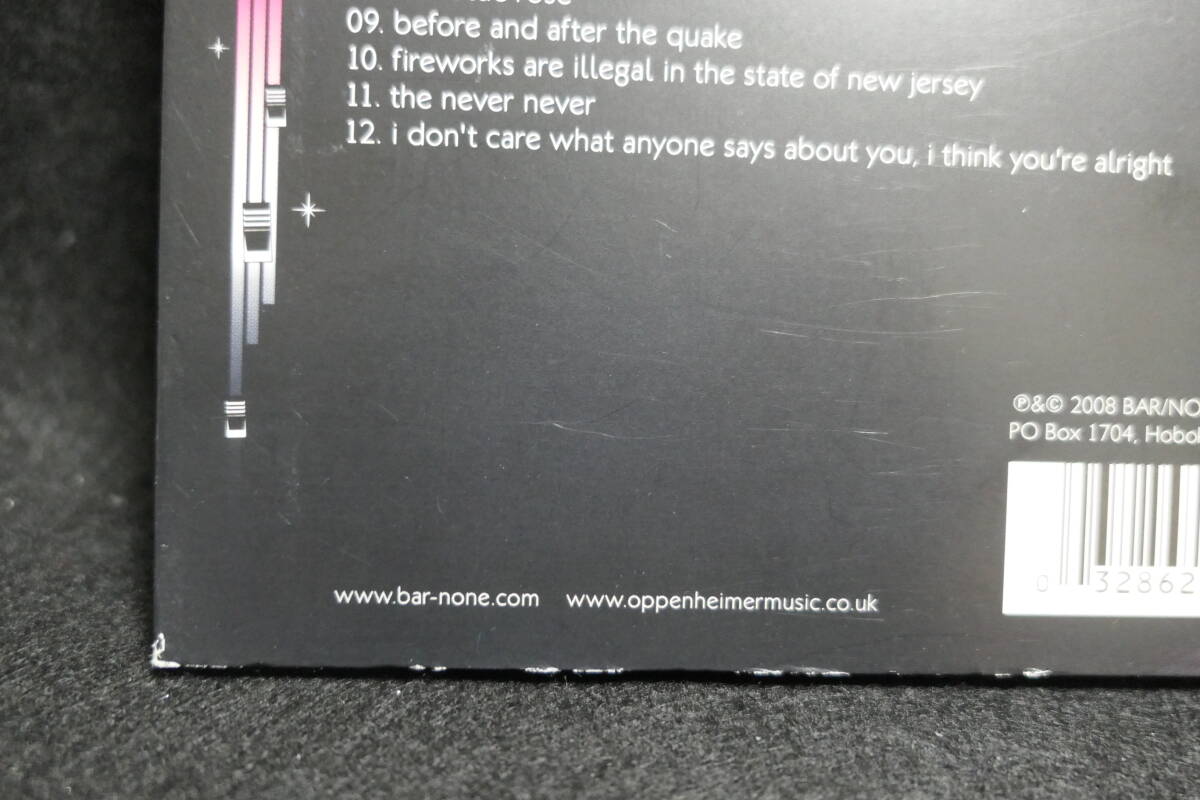 09. before and after the quake
10. fireworks are illegal in the state of new jersey
11. the never never
12. i don't care what anyone says about you, i think you're alright
℗&© 2008 BAR/NO
PO Box 1704, Hobo
0 32862
www.bar-none.com www.oppenheimermusic.co.uk